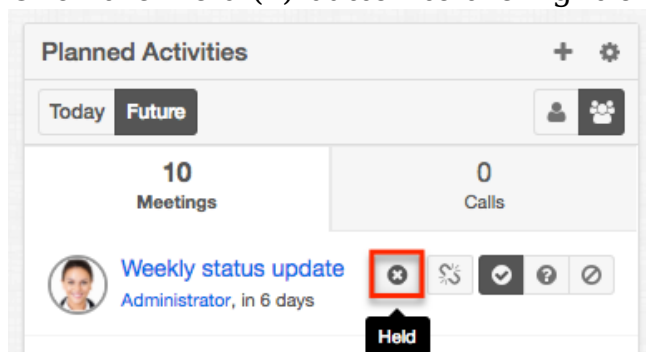 Planned Activities
Today Future
10
Meetings
0
Calls
Weekly status update
Administrator, in 6 days
Held